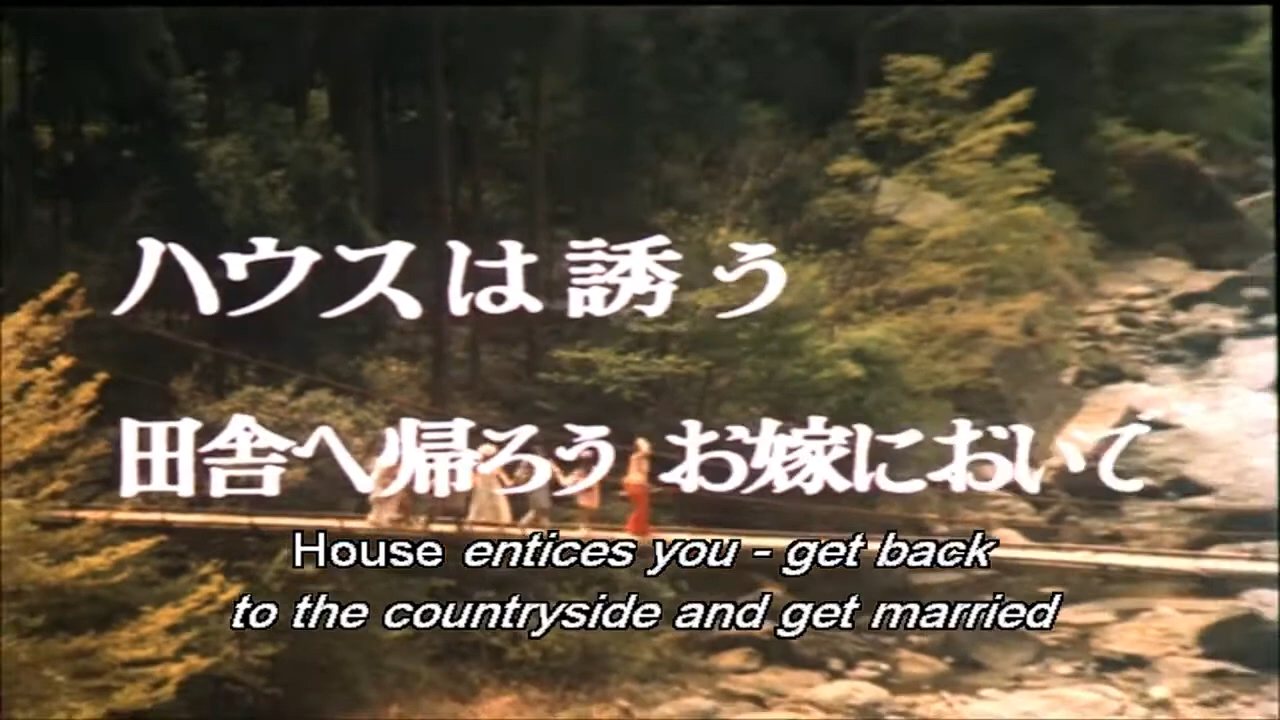 ハウスは誘う
田舎へ帰ろう お嫁においで
House entices you - get back
to the countryside and get married